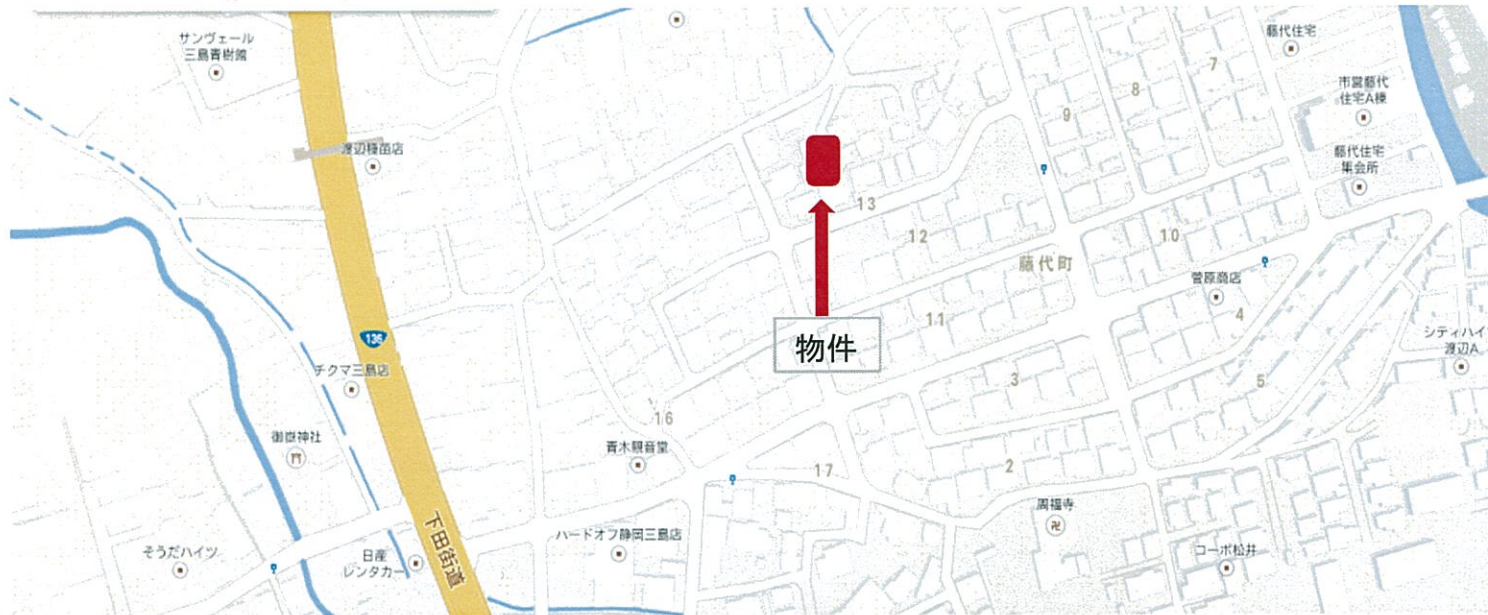 サンヴェール
三島青樹館
藤代住宅
7
8
市営藤代
住宅A棟
9
渡辺種苗店
藤代住宅
集会所
13
12
10
藤代町
菅原商店
11
4
136
物件
シティハイ
渡辺A
チクマ三島店
3
5
16
御嶽神社
青木観音堂
17
2
周福寺
下田街道
ハードオフ静岡三島店
そうだハイツ
日産
レンタカー
コーポ松井